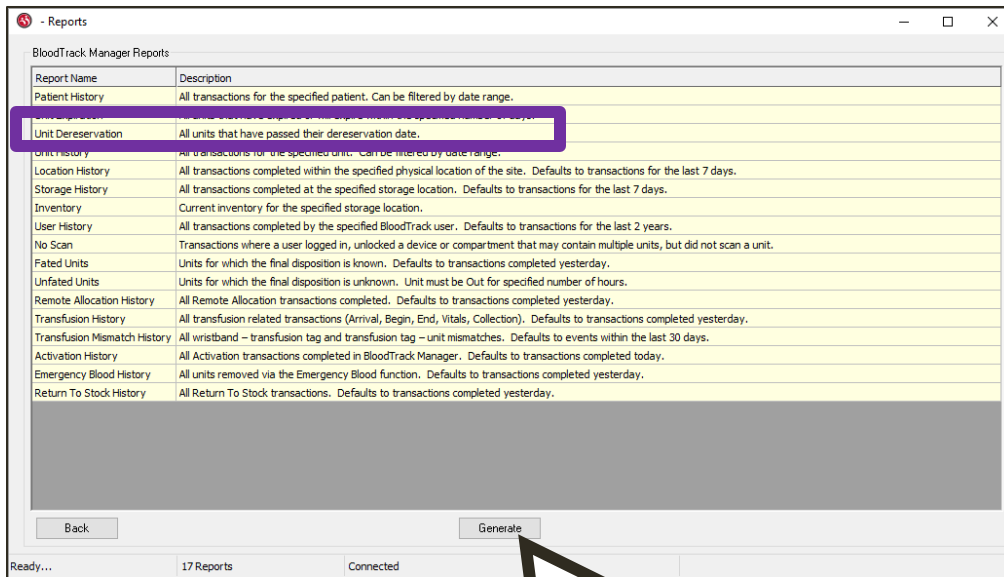 - Reports
BloodTrack Manager Reports
Report Name Description
Patient History All transactions for the specified patient. Can be filtered by date range.
Unit Dereservation All units that have passed their dereservation date.
Unit History All transactions for the specified unit. Can be filtered by date range.
Location History All transactions completed within the specified physical location of the site. Defaults to transactions for the last 7 days.
Storage History All transactions completed at the specified storage location. Defaults to transactions for the last 7 days.
Inventory Current inventory for the specified storage location.
User History All transactions completed by the specified BloodTrack user. Defaults to transactions for the last 2 years.
No Scan Transactions where a user logged in, unlocked a device or compartment that may contain multiple units, but did not scan a unit.
Fated Units Units for which the final disposition is known. Defaults to transactions completed yesterday.
Unfated Units Units for which the final disposition is unknown. Unit must be Out for specified number of hours.
Remote Allocation History All Remote Allocation transactions completed. Defaults to transactions completed yesterday.
Transfusion History All transfusion related transactions (Arrival, Begin, End, Vitals, Collection). Defaults to transactions completed yesterday.
Transfusion Mismatch History All wristband – transfusion tag and transfusion tag – unit mismatches. Defaults to events within the last 30 days.
Activation History All Activation transactions completed in BloodTrack Manager. Defaults to transactions completed today.
Emergency Blood History All units removed via the Emergency Blood function. Defaults to transactions completed yesterday.
Return To Stock History All Return To Stock transactions. Defaults to transactions completed yesterday.
Back Generate
Ready... 17 Reports Connected